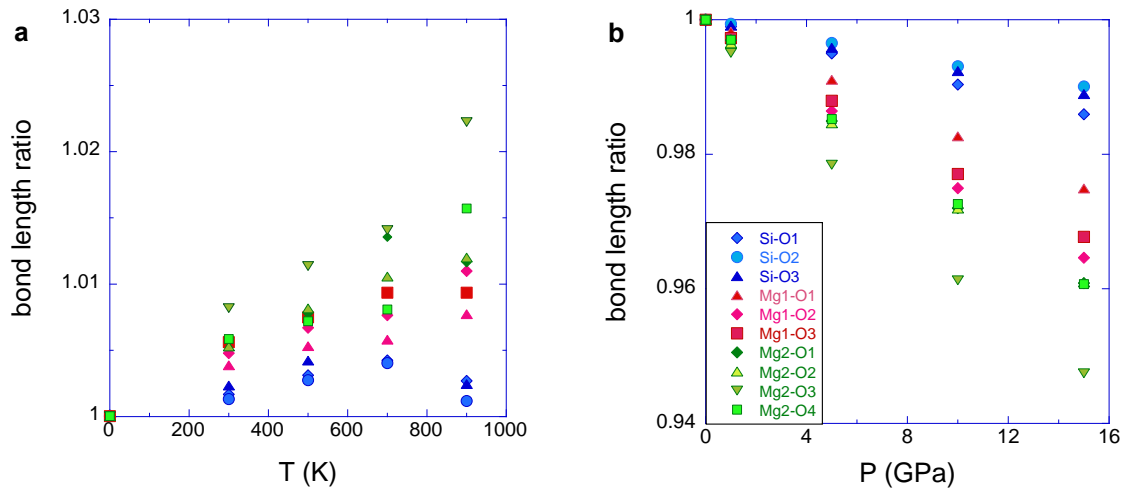 a
bond length ratio
1.03
1.02
1.01
1
0
200
400
600
800
1000
T (K)
b
bond length ratio
1
0.98
0.96
0.94
0
4
8
12
16
P (GPa)
Si-O1
Si-O2
Si-O3
Mg1-O1
Mg1-O2
Mg1-O3
Mg2-O1
Mg2-O2
Mg2-O3
Mg2-O4